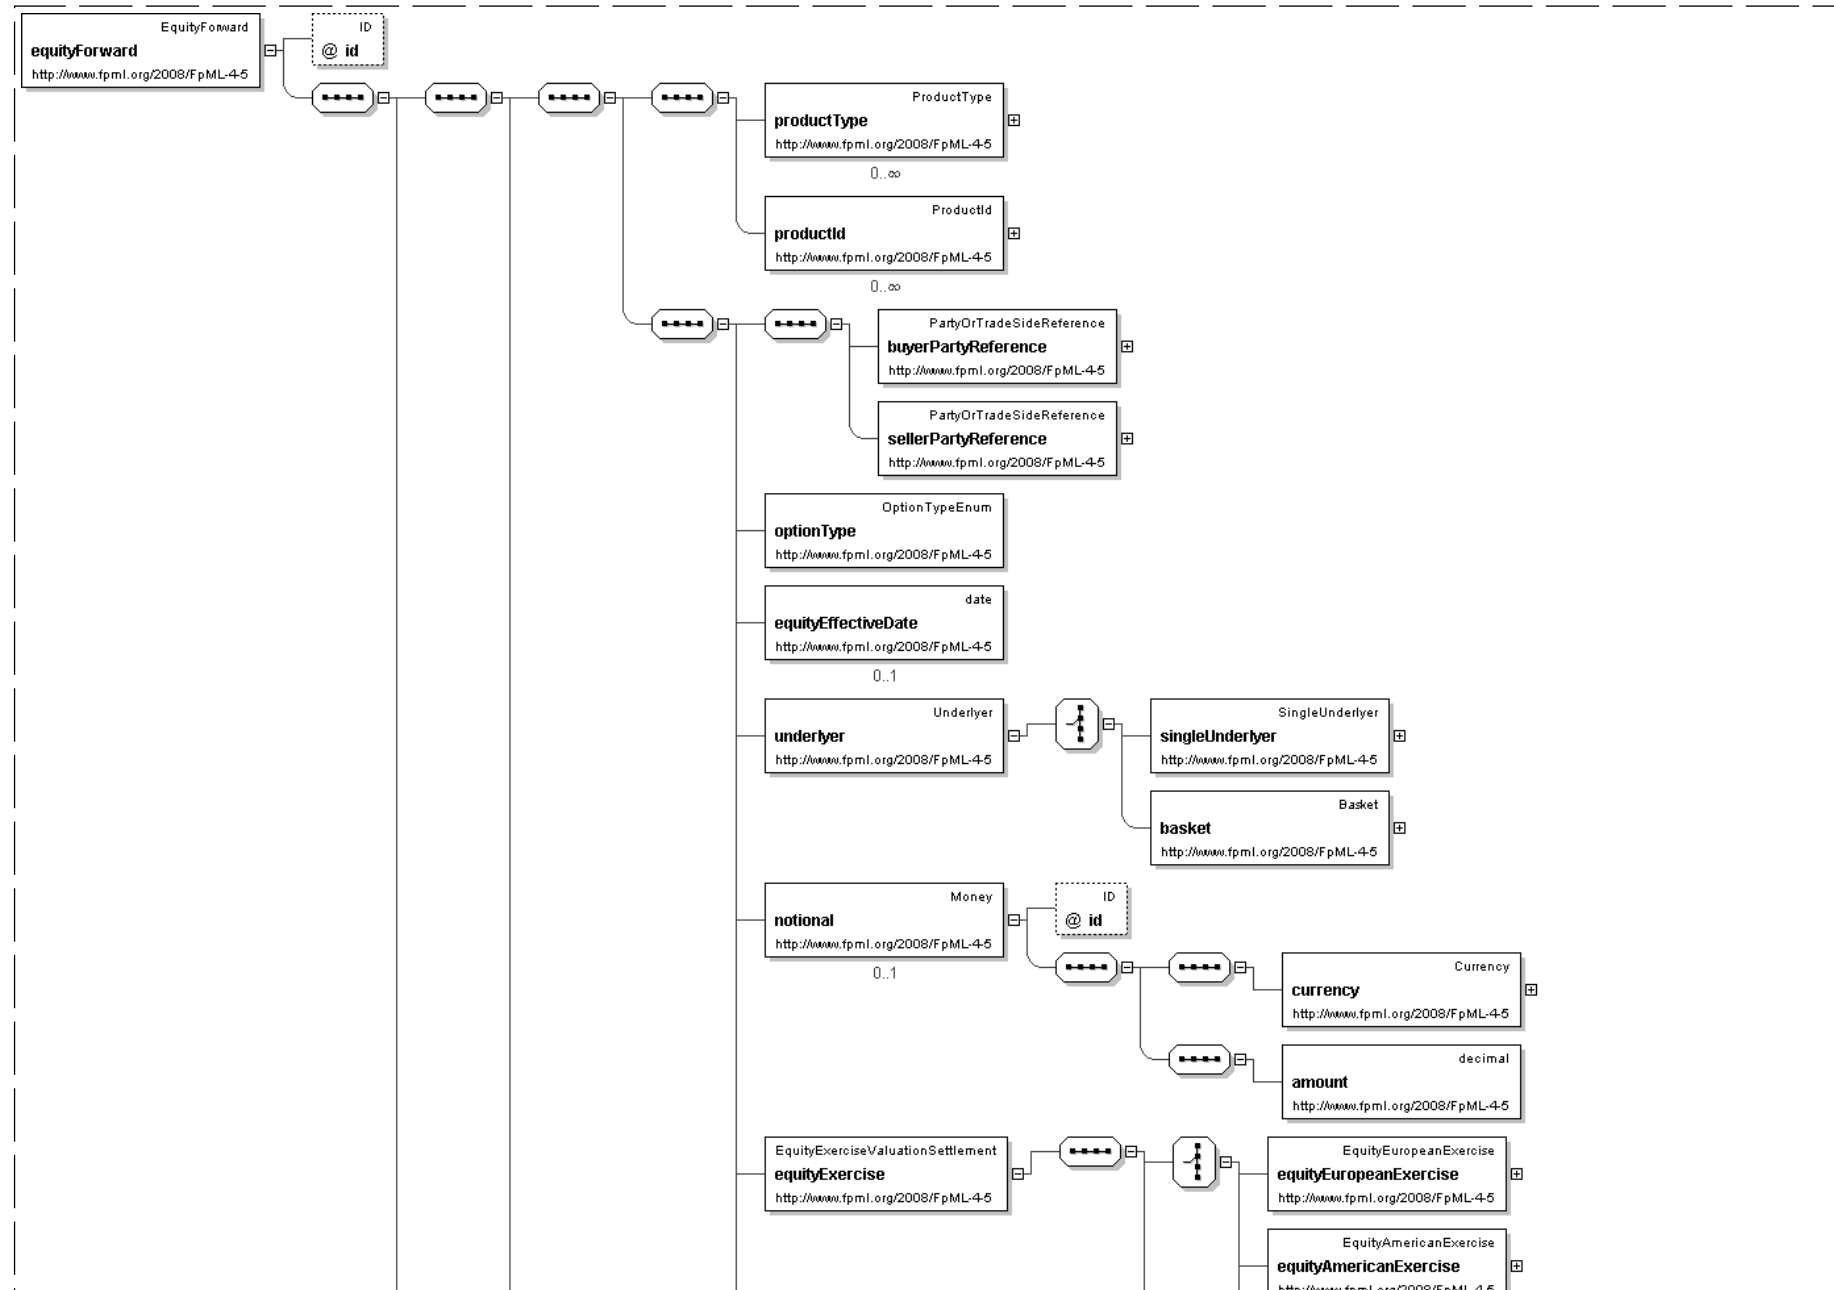 EquityForward
equityForward
http://www.fpml.org/2008/FpML-4-5
ID
@ id
ProductType
productType
http://www.fpml.org/2008/FpML-4-5
0..∞
ProductId
productId
http://www.fpml.org/2008/FpML-4-5
0..∞
PartyOrTradeSideReference
buyerPartyReference
http://www.fpml.org/2008/FpML-4-5
PartyOrTradeSideReference
sellerPartyReference
http://www.fpml.org/2008/FpML-4-5
OptionTypeEnum
optionType
http://www.fpml.org/2008/FpML-4-5
date
equityEffectiveDate
http://www.fpml.org/2008/FpML-4-5
0..1
Underlyer
underlyer
http://www.fpml.org/2008/FpML-4-5
SingleUnderlyer
singleUnderlyer
http://www.fpml.org/2008/FpML-4-5
Basket
basket
http://www.fpml.org/2008/FpML-4-5
Money
notional
http://www.fpml.org/2008/FpML-4-5
0..1
ID
@ id
Currency
currency
http://www.fpml.org/2008/FpML-4-5
decimal
amount
http://www.fpml.org/2008/FpML-4-5
EquityExerciseValuationSettlement
equityExercise
http://www.fpml.org/2008/FpML-4-5
EquityEuropeanExercise
equityEuropeanExercise
http://www.fpml.org/2008/FpML-4-5
EquityAmericanExercise
equityAmericanExercise
http://www.fpml.org/2008/FpML-4-5